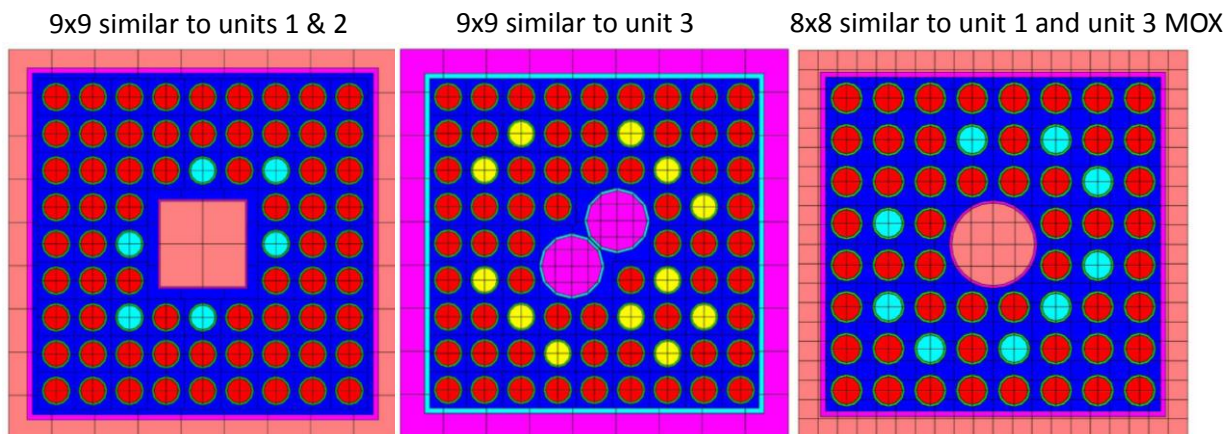 9x9 similar to units 1 & 2
9x9 similar to unit 3
8x8 similar to unit 1 and unit 3 MOX